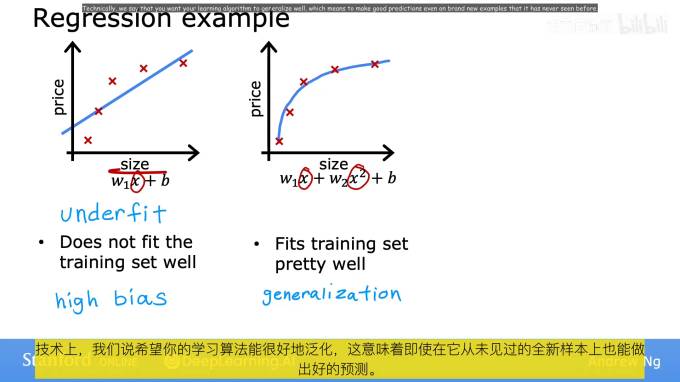 Technically, we say that you want your learning algorithm to generalize well, which means to make good predictions even on brand new examples that it has never seen before.
Regression example
bilibili
price
size
w₁x + b
price
size
w₁x + w₂x² + b
underfit
• Does not fit the
training set well
high bias
• Fits training set
pretty well
generalization
技术上，我们说希望你的学习算法能很好地泛化，这意味着即使在它从未见过的全新样本上也能做
出好的预测。
Stanford ONLINE
DeepLearning.AI
Andrew Ng